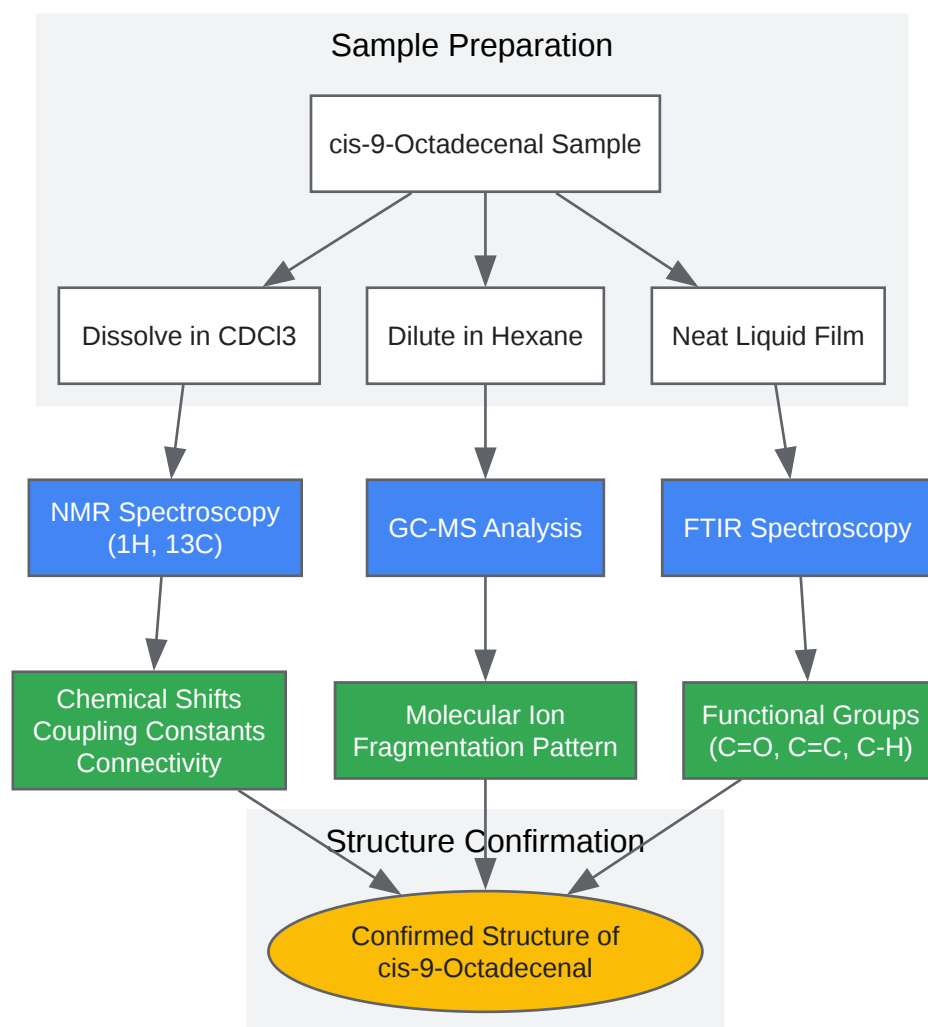 Sample Preparation
cis-9-Octadecenal Sample
Dissolve in CDCl3
Dilute in Hexane
Neat Liquid Film
NMR Spectroscopy
(1H, 13C)
GC-MS Analysis
FTIR Spectroscopy
Chemical Shifts
Coupling Constants
Connectivity
Molecular Ion
Fragmentation Pattern
Functional Groups
(C=O, C=C, C-H)
Structure Confirmation
Confirmed Structure of
cis-9-Octadecenal